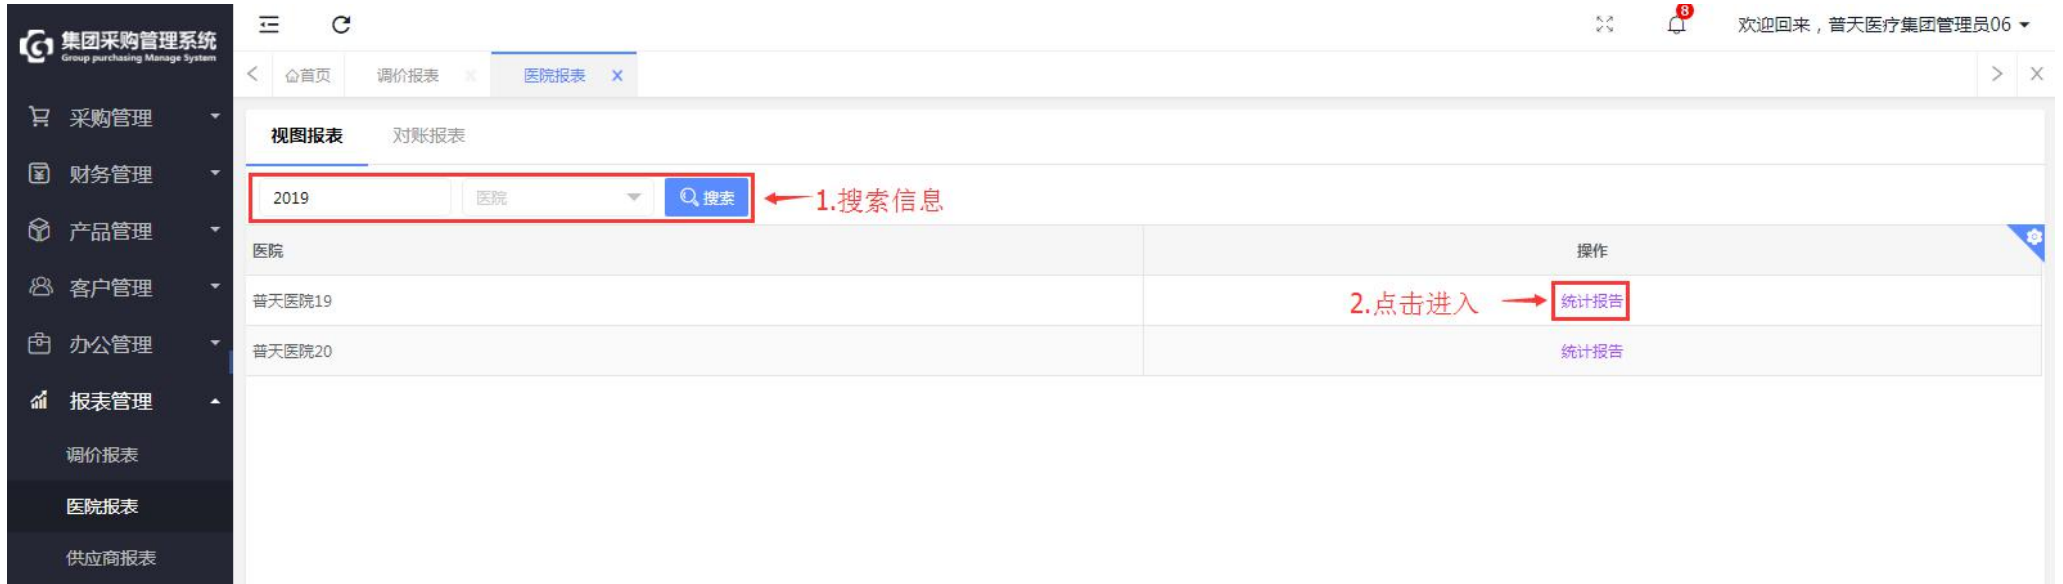 集团采购管理系统
Group purchasing Manage System
8
欢迎回来，普天医疗集团管理员06
首页
调价报表
医院报表
采购管理
财务管理
产品管理
客户管理
办公管理
报表管理
调价报表
医院报表
供应商报表
视图报表 对账报表
2019 医院 搜索 1.搜索信息
医院 操作
普天医院19 2.点击进入 统计报告
普天医院20 统计报告